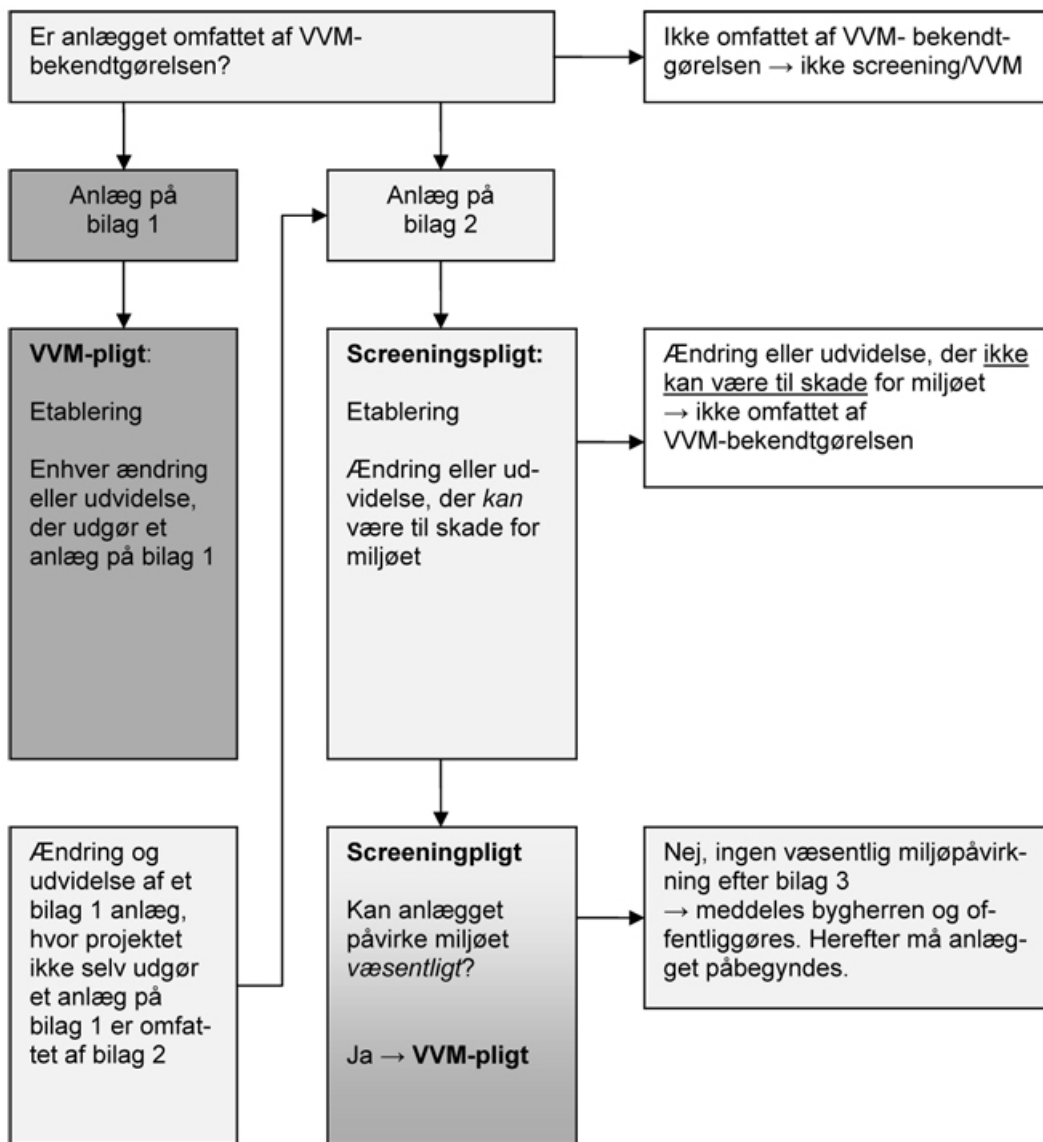 Er anlægget omfattet af VVM-
bekendtgørelsen?
Ikke omfattet af VVM- bekendt-
gørelsen → ikke screening/VVM
Anlæg på
bilag 1
Anlæg på
bilag 2
VVM-pligt:
Etablering
Enhver ændring
eller udvidelse,
der udgør et
anlæg på bilag 1
Screeningspligt:
Etablering
Ændring eller ud-
videlse, der kan
være til skade for
miljøet
Ændring eller udvidelse, der ikke
kan være til skade for miljøet
→ ikke omfattet af
VVM-bekendtgørelsen
Ændring og
udvidelse af et
bilag 1 anlæg,
hvor projektet
ikke selv udgør
et anlæg på
bilag 1 er omfat-
tet af bilag 2
Screeningpligt
Kan anlægget
påvirke miljøet
væsentligt?
Ja → VVM-pligt
Nej, ingen væsentlig miljøpåvirk-
ning efter bilag 3
→ meddeles bygherren og of-
fentliggøres. Herefter må anlæg-
get påbegyndes.